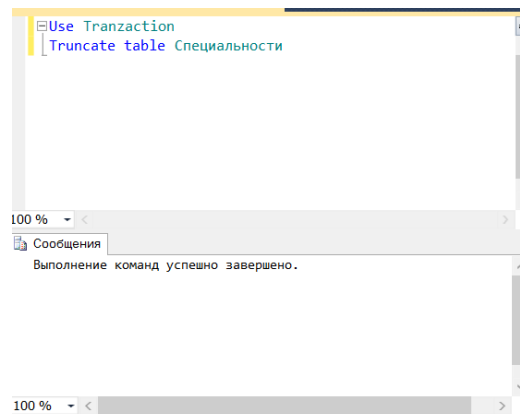 Use Tranzaction
Truncate table Специальности
100 %
Сообщения
Выполнение команд успешно завершено.
100 %